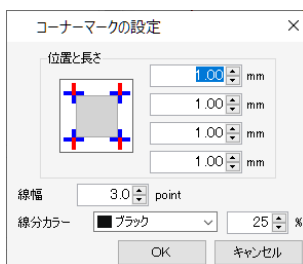 コーナーマークの設定
位置と長さ
1.00 mm
1.00 mm
1.00 mm
1.00 mm
線幅 3.0 point
線分カラー ブラック 25 %
OK キャンセル